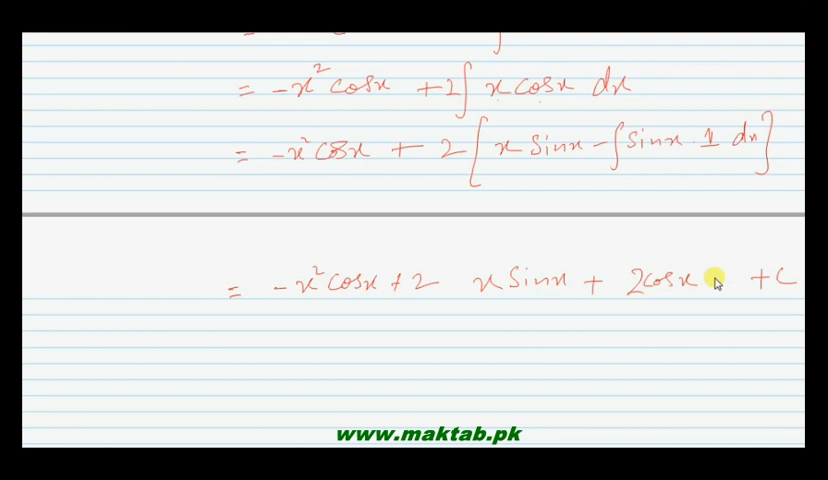 = -x² cosx + 2∫ x cosx dx
= -x² cosx + 2[x Sinx - ∫Sinx . 1 dx]
= -x² cosx + 2 x Sinx + 2cosx + C
www.maktab.pk